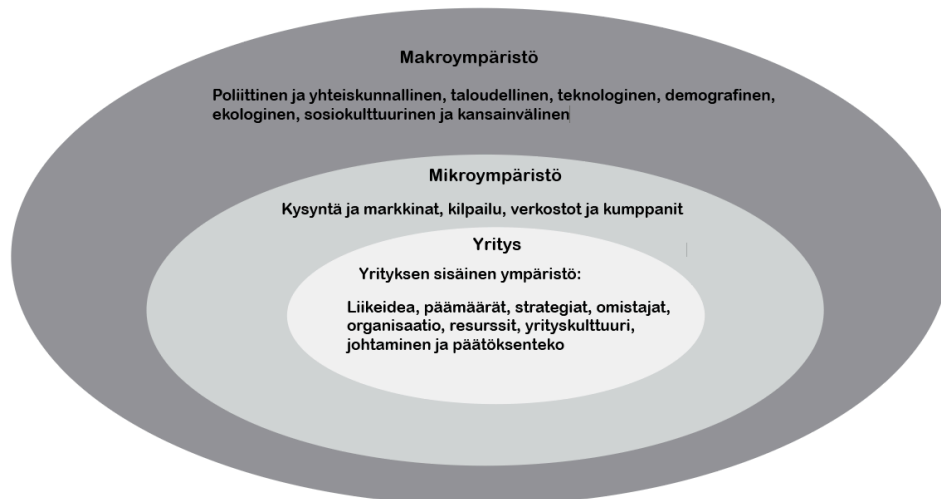 Makroympäristö
Poliittinen ja yhteiskunnallinen, taloudellinen, teknologinen, demografinen,
ekologinen, sosiokulttuurinen ja kansainvälinen
Mikroympäristö
Kysyntä ja markkinat, kilpailu, verkostot ja kumppanit
Yritys
Yrityksen sisäinen ympäristö:
Liikeidea, päämäärät, strategiat, omistajat,
organisaatio, resurssit, yrityskulttuuri,
johtaminen ja päätöksenteko